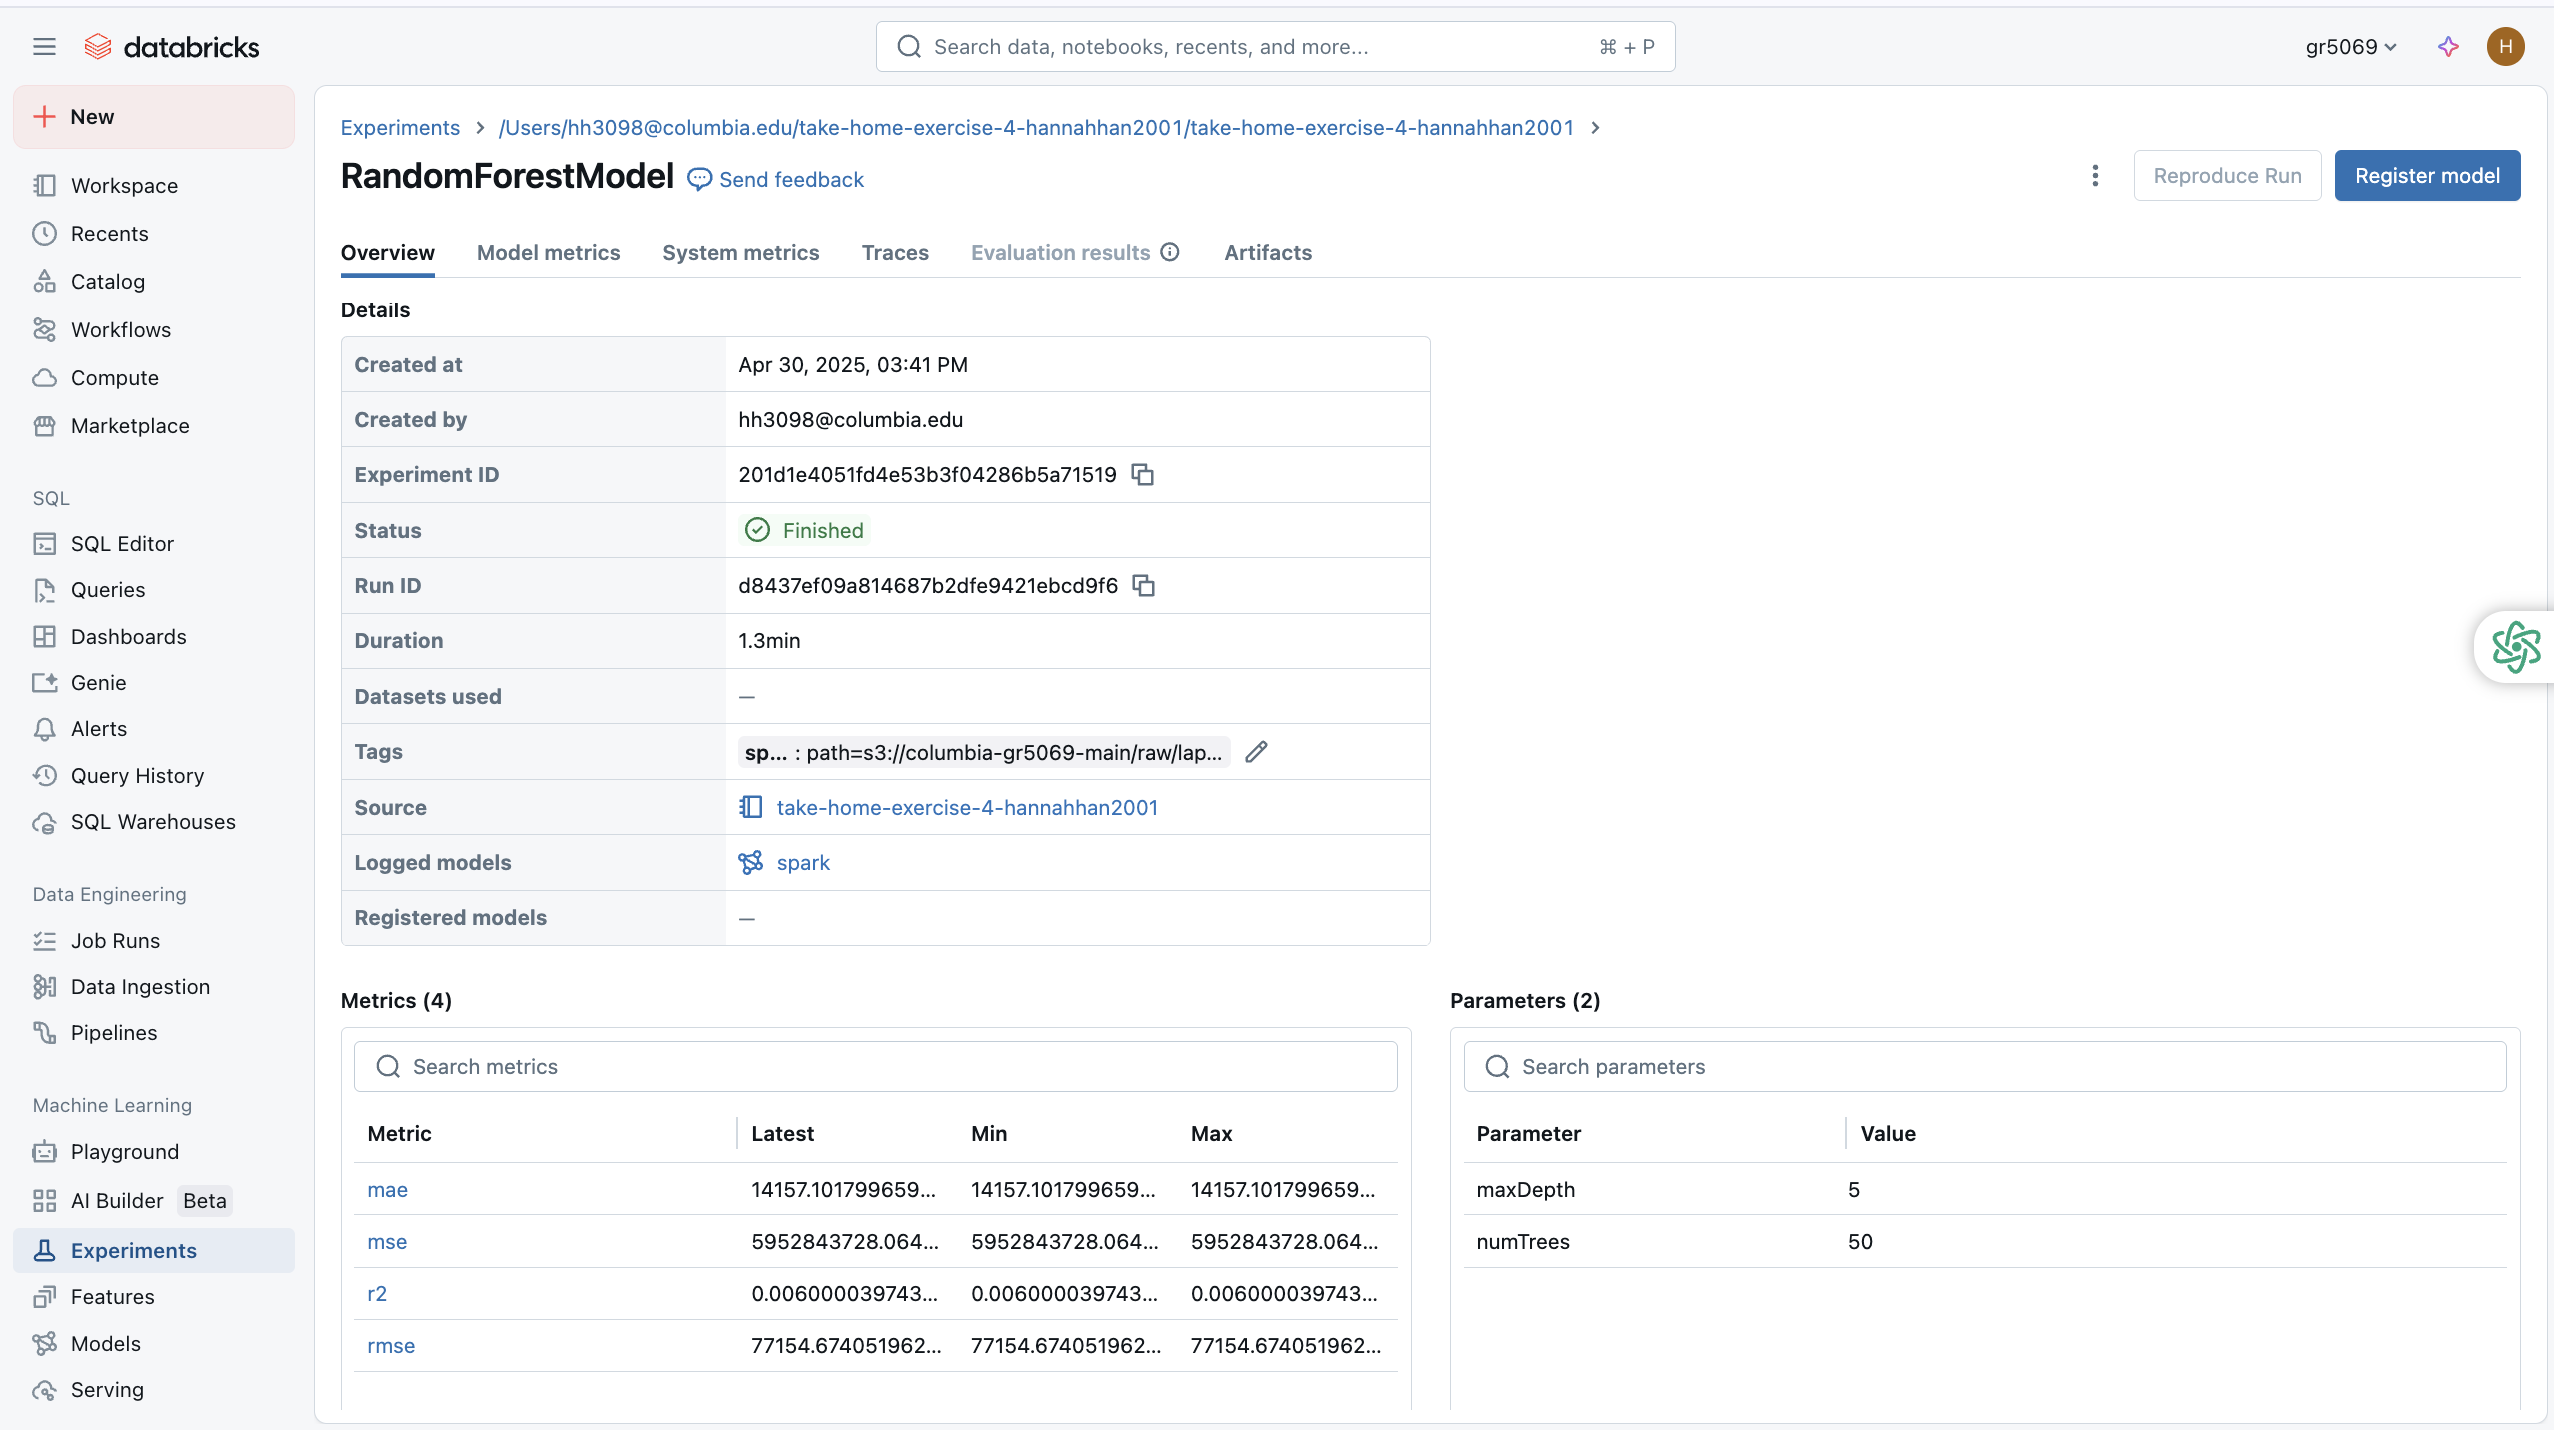 databricks
Search data, notebooks, recents, and more...
⌘ + P
gr5069
H
New
Workspace
Recents
Catalog
Workflows
Compute
Marketplace
SQL
SQL Editor
Queries
Dashboards
Genie
Alerts
Query History
SQL Warehouses
Data Engineering
Job Runs
Data Ingestion
Pipelines
Machine Learning
Playground
AI Builder Beta
Experiments
Features
Models
Serving
Experiments > /Users/hh3098@columbia.edu/take-home-exercise-4-hannahhan2001/take-home-exercise-4-hannahhan2001 >
RandomForestModel Send feedback
Reproduce Run Register model
Overview Model metrics System metrics Traces Evaluation results Artifacts
Details
Created at Apr 30, 2025, 03:41 PM
Created by hh3098@columbia.edu
Experiment ID 201d1e4051fd4e53b3f04286b5a71519
Status Finished
Run ID d8437ef09a814687b2dfe9421ebcd9f6
Duration 1.3min
Datasets used —
Tags sp... : path=s3://columbia-gr5069-main/raw/lap...
Source take-home-exercise-4-hannahhan2001
Logged models spark
Registered models —
Metrics (4)
Search metrics
Metric Latest Min Max
mae 14157.101799659... 14157.101799659... 14157.101799659...
mse 5952843728.064... 5952843728.064... 5952843728.064...
r2 0.006000039743... 0.006000039743... 0.006000039743...
rmse 77154.674051962... 77154.674051962... 77154.674051962...
Parameters (2)
Search parameters
Parameter Value
maxDepth 5
numTrees 50